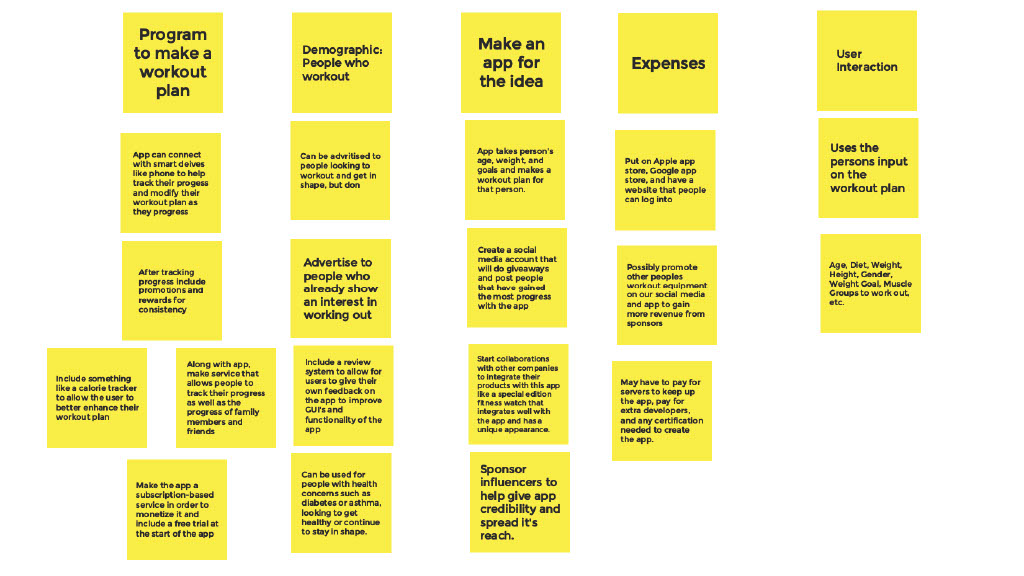 Program
to make a
workout
plan
App can connect
with smart deives
like phone to help
track their progess
and modify their
workout plan as
they progress
After tracking
progress include
promotions and
rewards for
consistency
Include something
like a calorie tracker
to allow the user to
better enhance their
workout plan
Along with app,
make service that
allows people to
track their progress
as well as the
progress of family
members and
friends
Make the app a
subscription-based
service in order to
monetize it and
include a free trial at
the start of the app
Demographic:
People who
workout
Can be advritised to
people looking to
workout and get in
shape, but don
Advertise to
people who
already show
an interest in
working out
Include a review
system to allow for
users to give their
own feedback on
the app to improve
GUI's and
functionality of the
app
Can be used for
people with health
concerns such as
diabetes or asthma,
looking to get
healthy or continue
to stay in shape.
Make an
app for
the idea
App takes person's
age, weight, and
goals and makes a
workout plan for
that person.
Create a social
media account that
will do giveaways
and post people
that have gained
the most progress
with the app
Start collaborations
with other companies
to integrate their
products with this app
like a special edition
fitness watch that
integrates well with
the app and has a
unique appearance.
Sponsor
influencers to
help give app
credibility and
spread it's
reach.
Expenses
Put on Apple app
store, Google app
store, and have a
website that people
can log into
Possibly promote
other peoples
workout equipment
on our social media
and app to gain
more revenue from
sponsors
May have to pay for
servers to keep up
the app, pay for
extra developers,
and any certification
needed to create
the app.
User
Interaction
Uses the
persons input
on the
workout plan
Age, Diet, Weight,
Height, Gender,
Weight Goal, Muscle
Groups to work out,
etc.